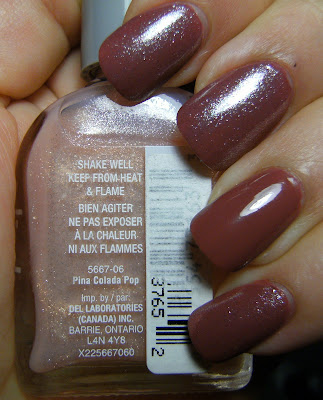 SHAKE WELL
KEEP FROM HEAT
& FLAME
BIEN AGITER
NE PAS EXPOSER
À LA CHALEUR
NI AUX FLAMMES
5667-06
Pina Colada Pop
Imp. by / par:
DEL LABORATORIES
(CANADA) INC.
BARRIE, ONTARIO
L4N 4Y8
X225667060
3765
2